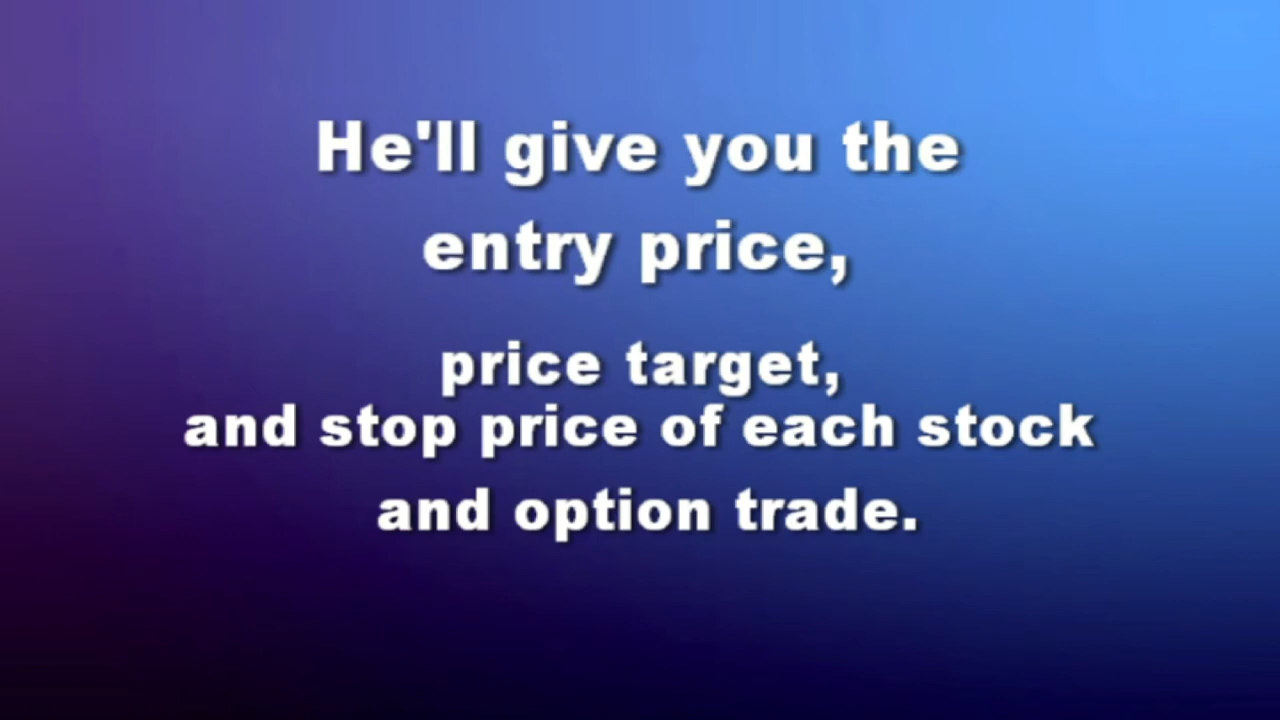 He'll give you the
entry price,
price target,
and stop price of each stock
and option trade.